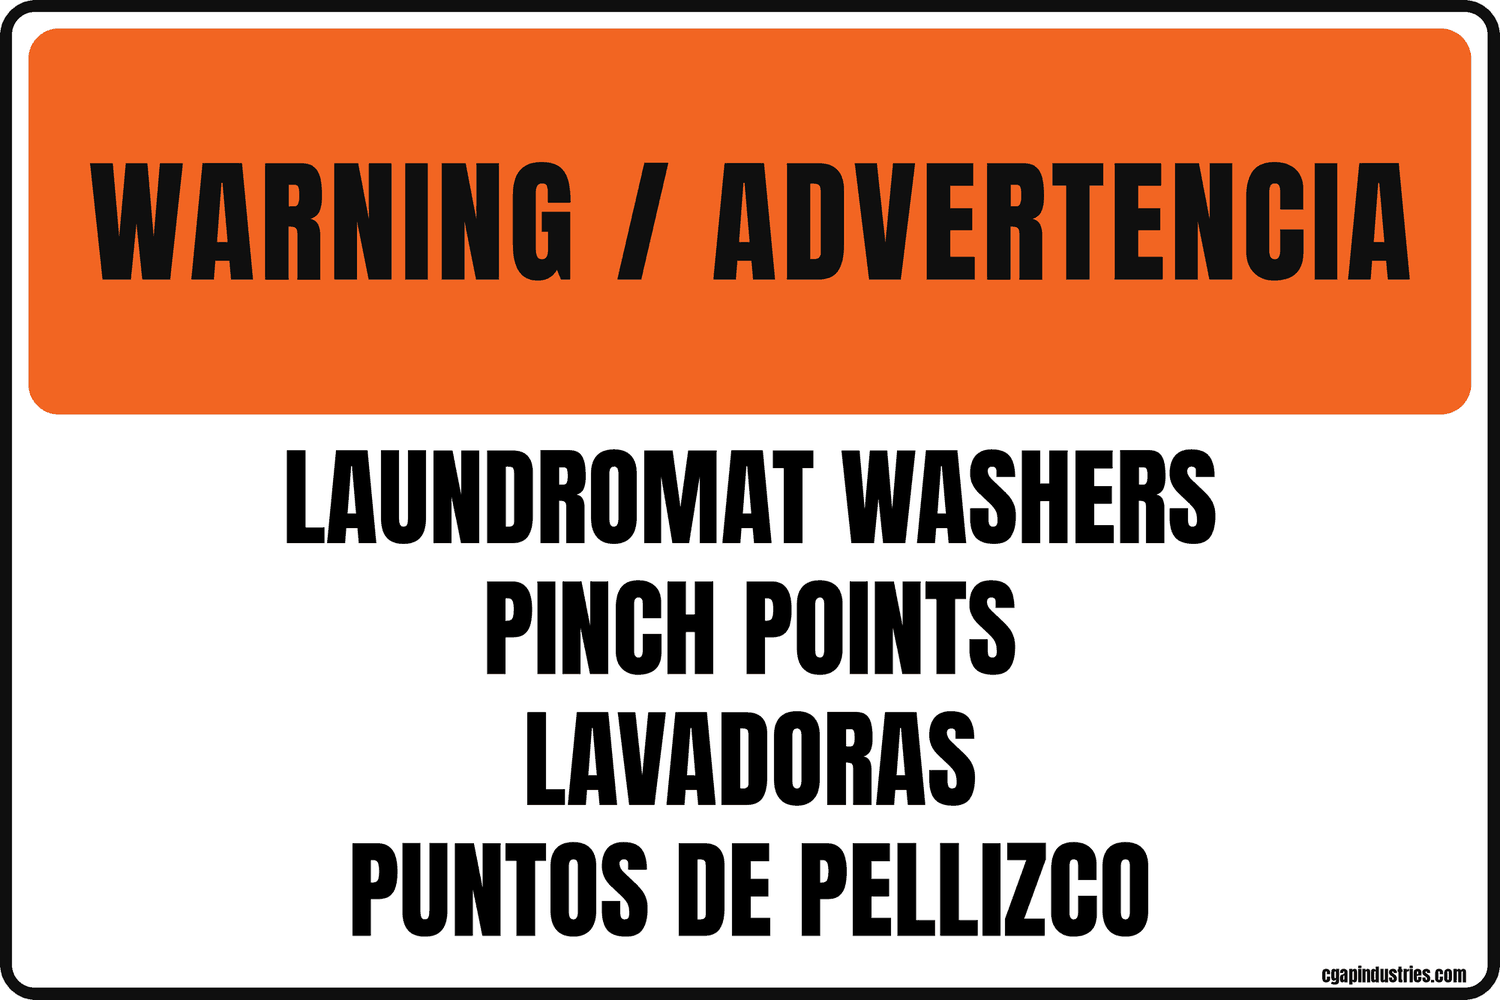 WARNING / ADVERTENCIA
LAUNDROMAT WASHERS
PINCH POINTS
LAVADORAS
PUNTOS DE PELLIZCO
cgapindustries.com